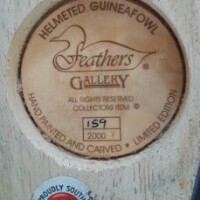 HELMETED GUINEAFOWL
Feathers ®
GALLERY
ALL RIGHTS RESERVED
COLLECTORS ITEM ©
159
2000
HAND PAINTED AND CARVED • LIMITED EDITION
PROUDLY SOUTH